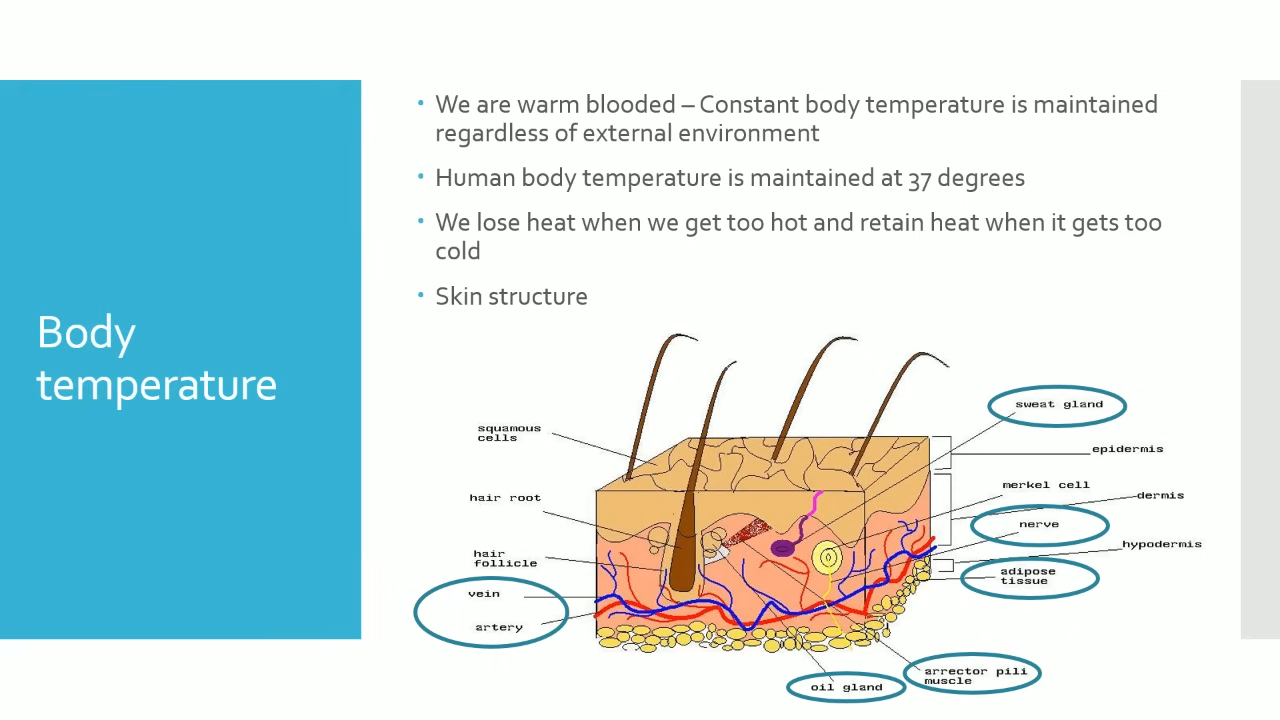 Body
temperature
• We are warm blooded – Constant body temperature is maintained
regardless of external environment
• Human body temperature is maintained at 37 degrees
• We lose heat when we get too hot and retain heat when it gets too
cold
• Skin structure
squamous
cells
hair root
hair
follicle
vein
artery
sweat gland
epidermis
merkel cell
dermis
nerve
hypodermis
adipose
tissue
arrector pili
muscle
oil gland